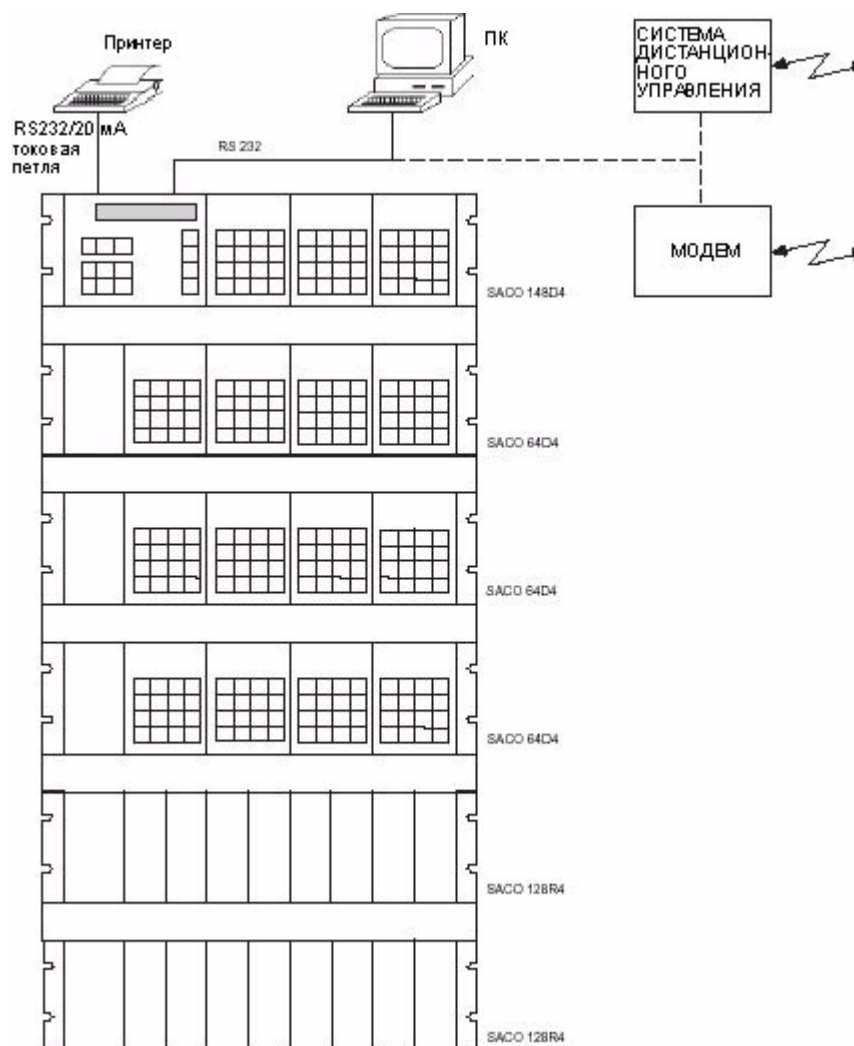 Принтер
ПК
СИСТЕМА
ДИСТАНЦИОН-
НОГО
УПРАВЛЕНИЯ
RS232/20 мА
токовая
петля
RS 232
МОДЕМ
SACO 148D4
SACO 64D4
SACO 64D4
SACO 64D4
SACO 128R4
SACO 128R4